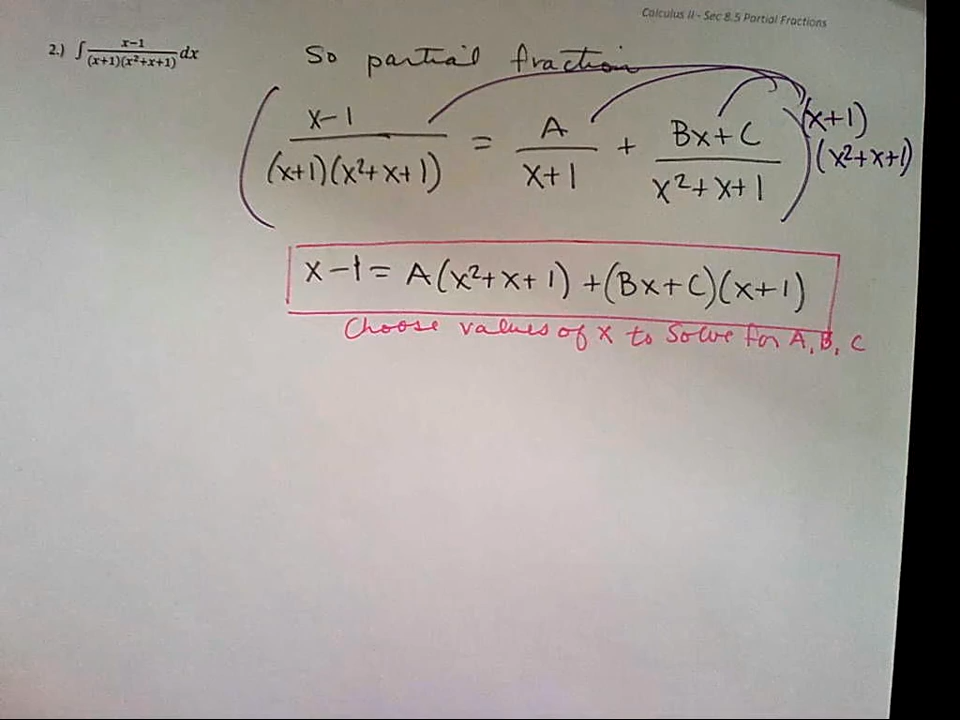 Calculus II - Sec 8.5 Partial Fractions
2.) ∫ x−1 / (x+1)(x²+x+1) dx
So partial fraction
( x-1 / (x+1)(x²+x+1) = A / x+1 + Bx+C / x²+x+1 ) (x+1) (x²+x+1)
x-1 = A(x²+x+1) + (Bx+C)(x+1)
Choose values of x to Solve for A, B, C